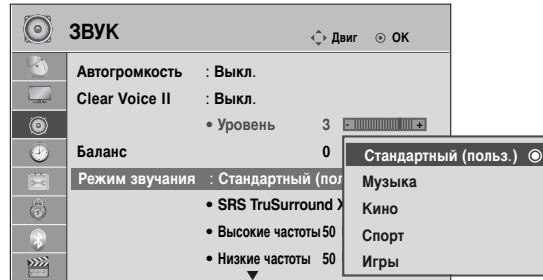 ЗВУК
Двиг ОК
Автогромкость : Выкл.
Clear Voice II : Выкл.
• Уровень 3 - +
Баланс 0
Режим звучания : Стандартный (пол
• SRS TruSurround X
• Высокие частоты 50
• Низкие частоты 50
Стандартный (польз.)
Музыка
Кино
Спорт
Игры